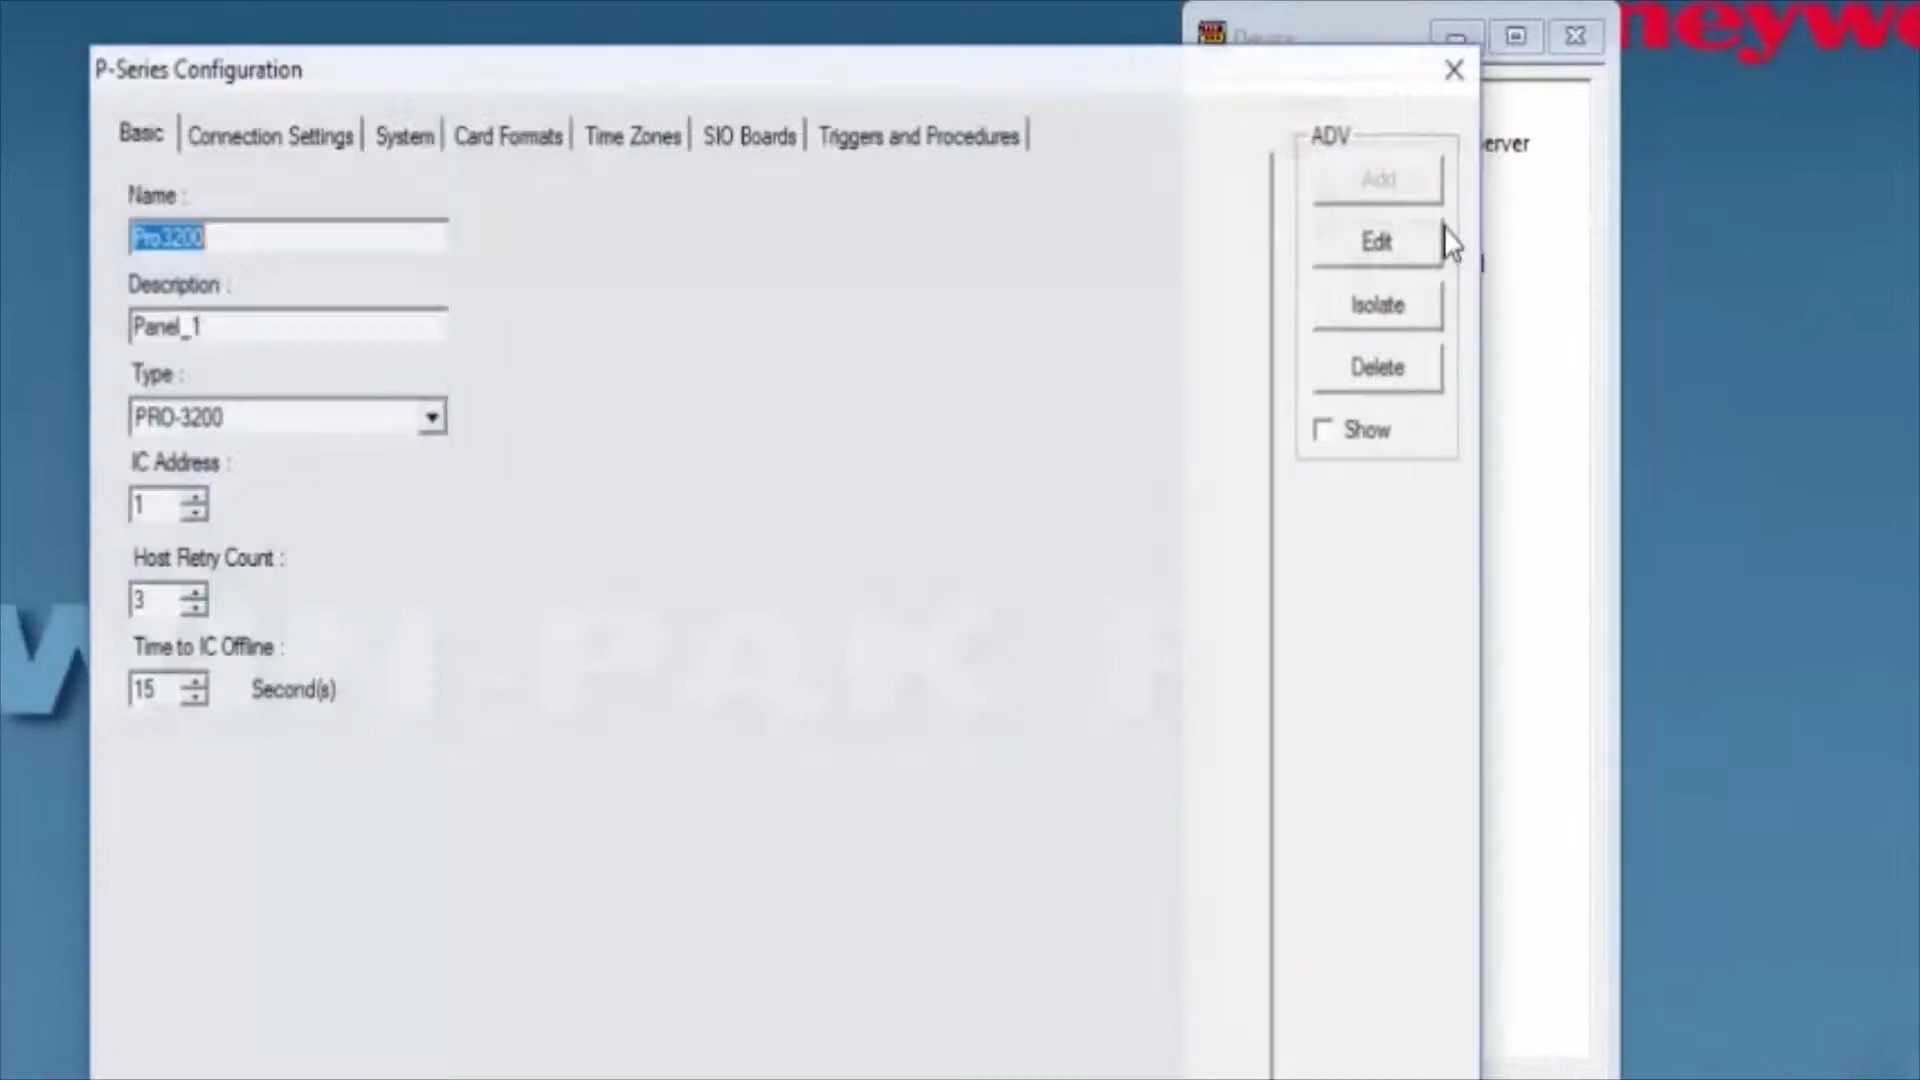 neyw
P-Series Configuration
Basic
Connection Settings
System
Card Formats
Time Zones
SIO Boards
Triggers and Procedures
Name :
Pro3200
Description :
Panel_1
Type :
PRO-3200
IC Address :
1
Host Retry Count :
3
Time to IC Offline :
15 Second(s)
ADV
Add
Edit
Isolate
Delete
Show
erver
WIN-PAK